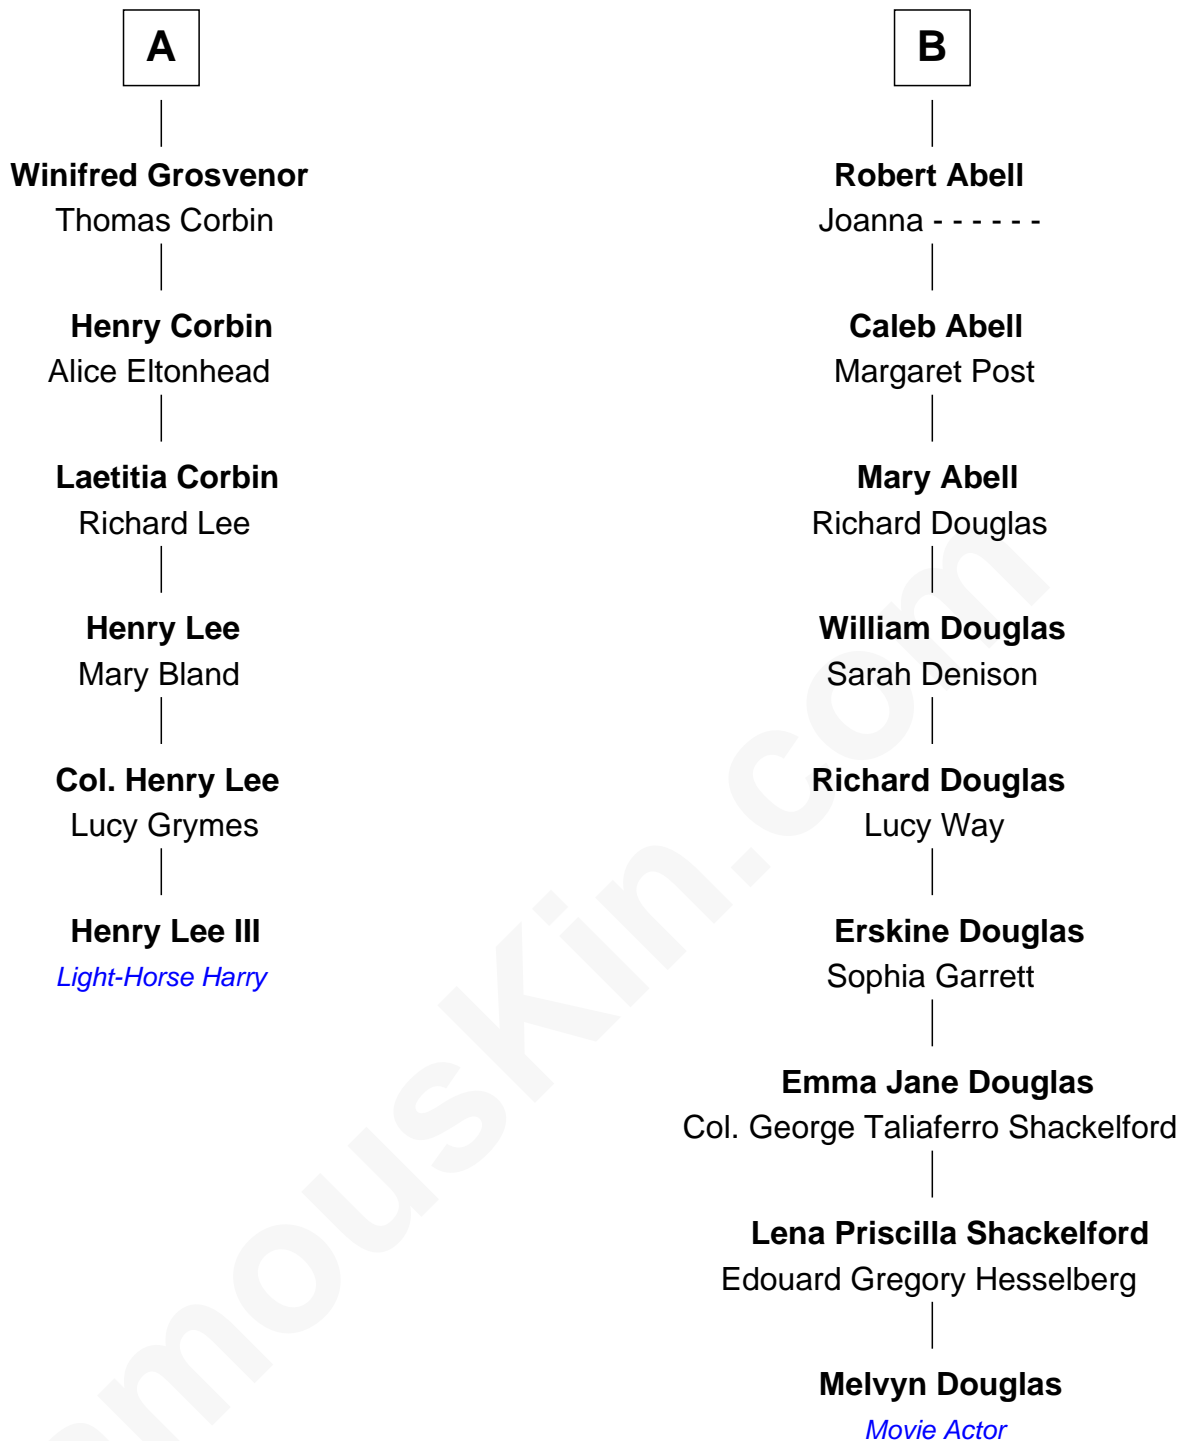 A
Winifred Grosvenor
Thomas Corbin
Henry Corbin
Alice Eltonhead
Laetitia Corbin
Richard Lee
Henry Lee
Mary Bland
Col. Henry Lee
Lucy Grymes
Henry Lee III
Light-Horse Harry
B
Robert Abell
Joanna - - - - - -
Caleb Abell
Margaret Post
Mary Abell
Richard Douglas
William Douglas
Sarah Denison
Richard Douglas
Lucy Way
Erskine Douglas
Sophia Garrett
Emma Jane Douglas
Col. George Taliaferro Shackelford
Lena Priscilla Shackelford
Edouard Gregory Hesselberg
Melvyn Douglas
Movie Actor
mousKin.com